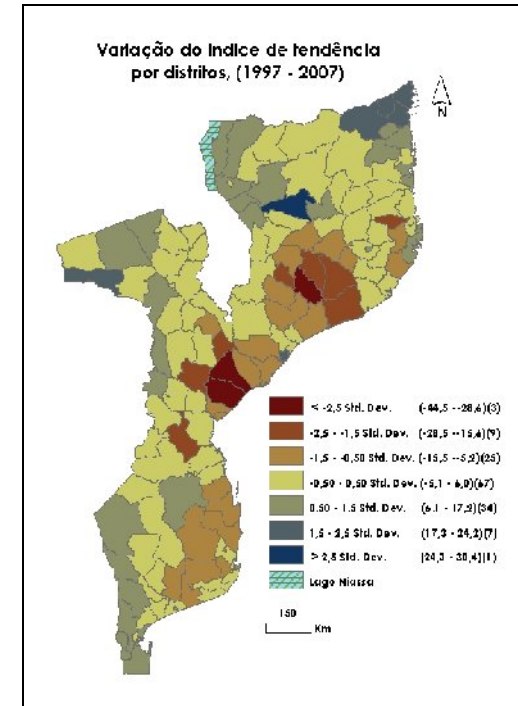 Variação do índice de tendência
por distritos, (1997 - 2007)
N
< -2,5 Std. Dev. (-44,5 --28,6)(3)
-2,5 - -1,5 Std. Dev. (-28,5 --15,6)(9)
-1,5 - -0,50 Std. Dev. (-15,5 --5,2)(25)
-0,50 - 0,50 Std. Dev. (-5,1 - 6,0)(67)
0,50 - 1,5 Std. Dev. (6,1 - 17,2)(34)
1,5 - 2,5 Std. Dev. (17,3 - 24,2)(7)
> 2,5 Std. Dev. (24,3 - 30,4)(1)
Lago Niassa
150
Km